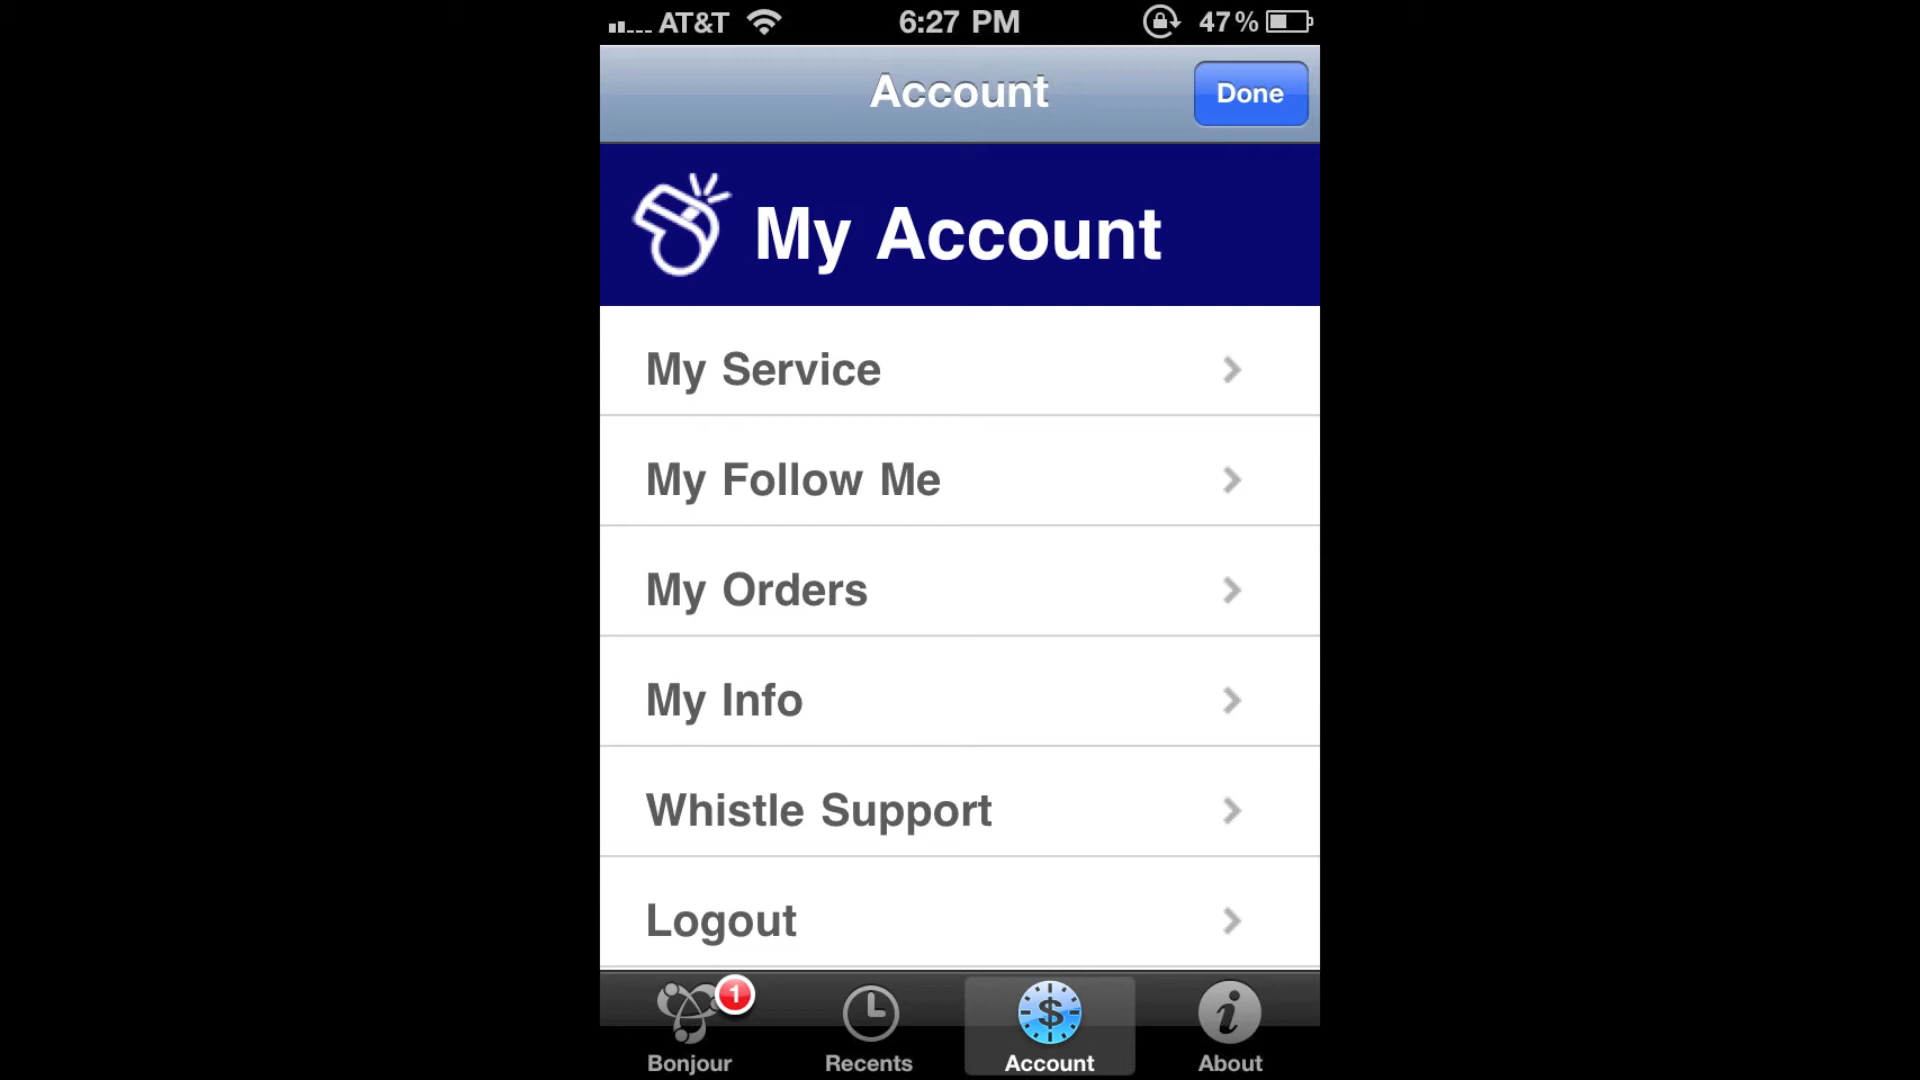 AT&T 6:27 PM 47%
Account Done
My Account
My Service
My Follow Me
My Orders
My Info
Whistle Support
Logout
1
Bonjour Recents Account About